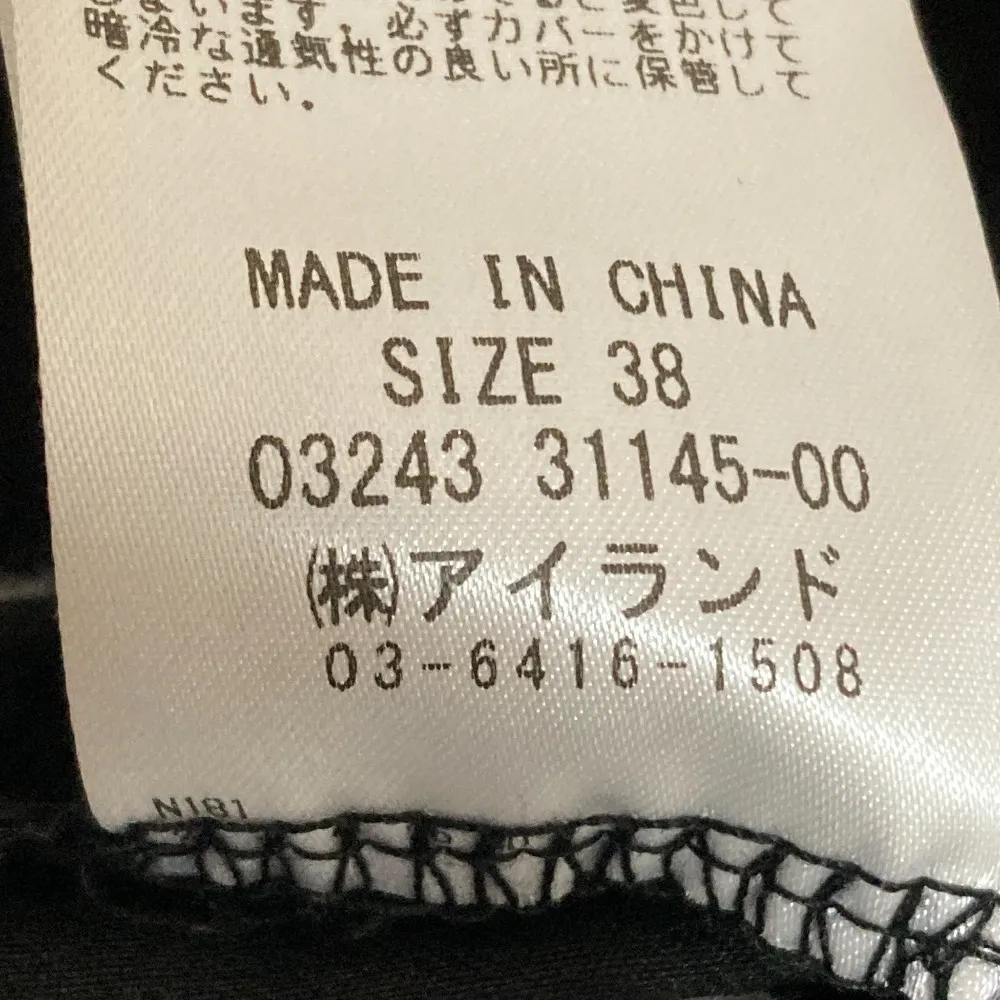 暗冷な通気性の良い所に保管して
ください。
MADE IN CHINA
SIZE 38
03243 31145-00
(株)アイランド
03-6416-1508
N181